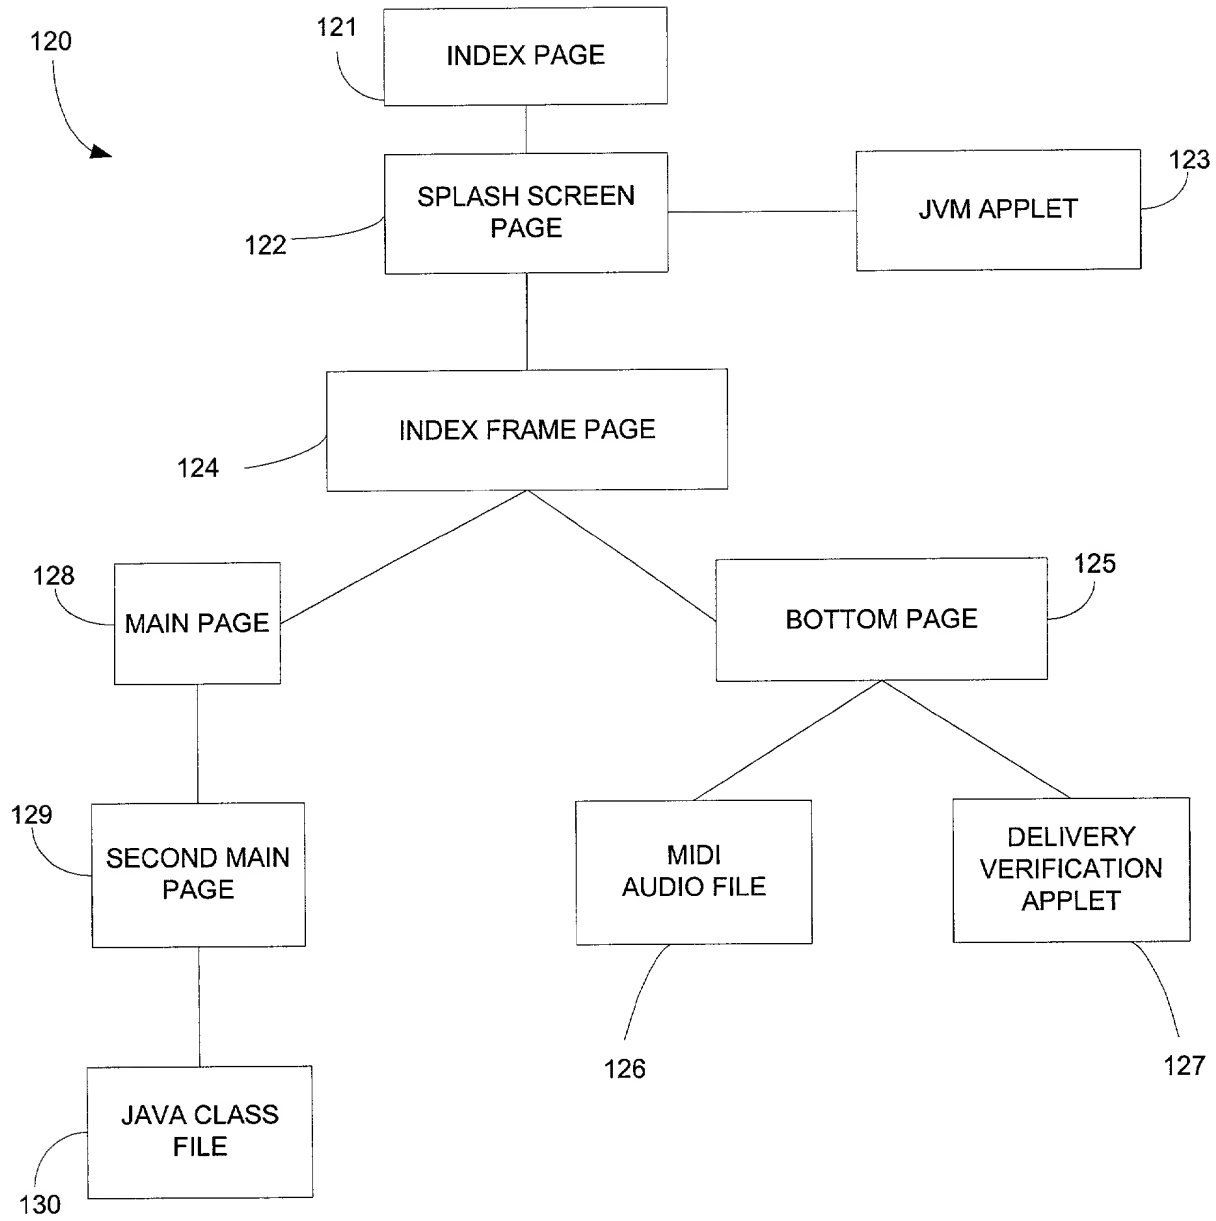 120
121
INDEX PAGE
SPLASH SCREEN
PAGE
122
JVM APPLET
123
INDEX FRAME PAGE
124
128
MAIN PAGE
BOTTOM PAGE
125
129
SECOND MAIN
PAGE
MIDI
AUDIO FILE
DELIVERY
VERIFICATION
APPLET
126
127
JAVA CLASS
FILE
130